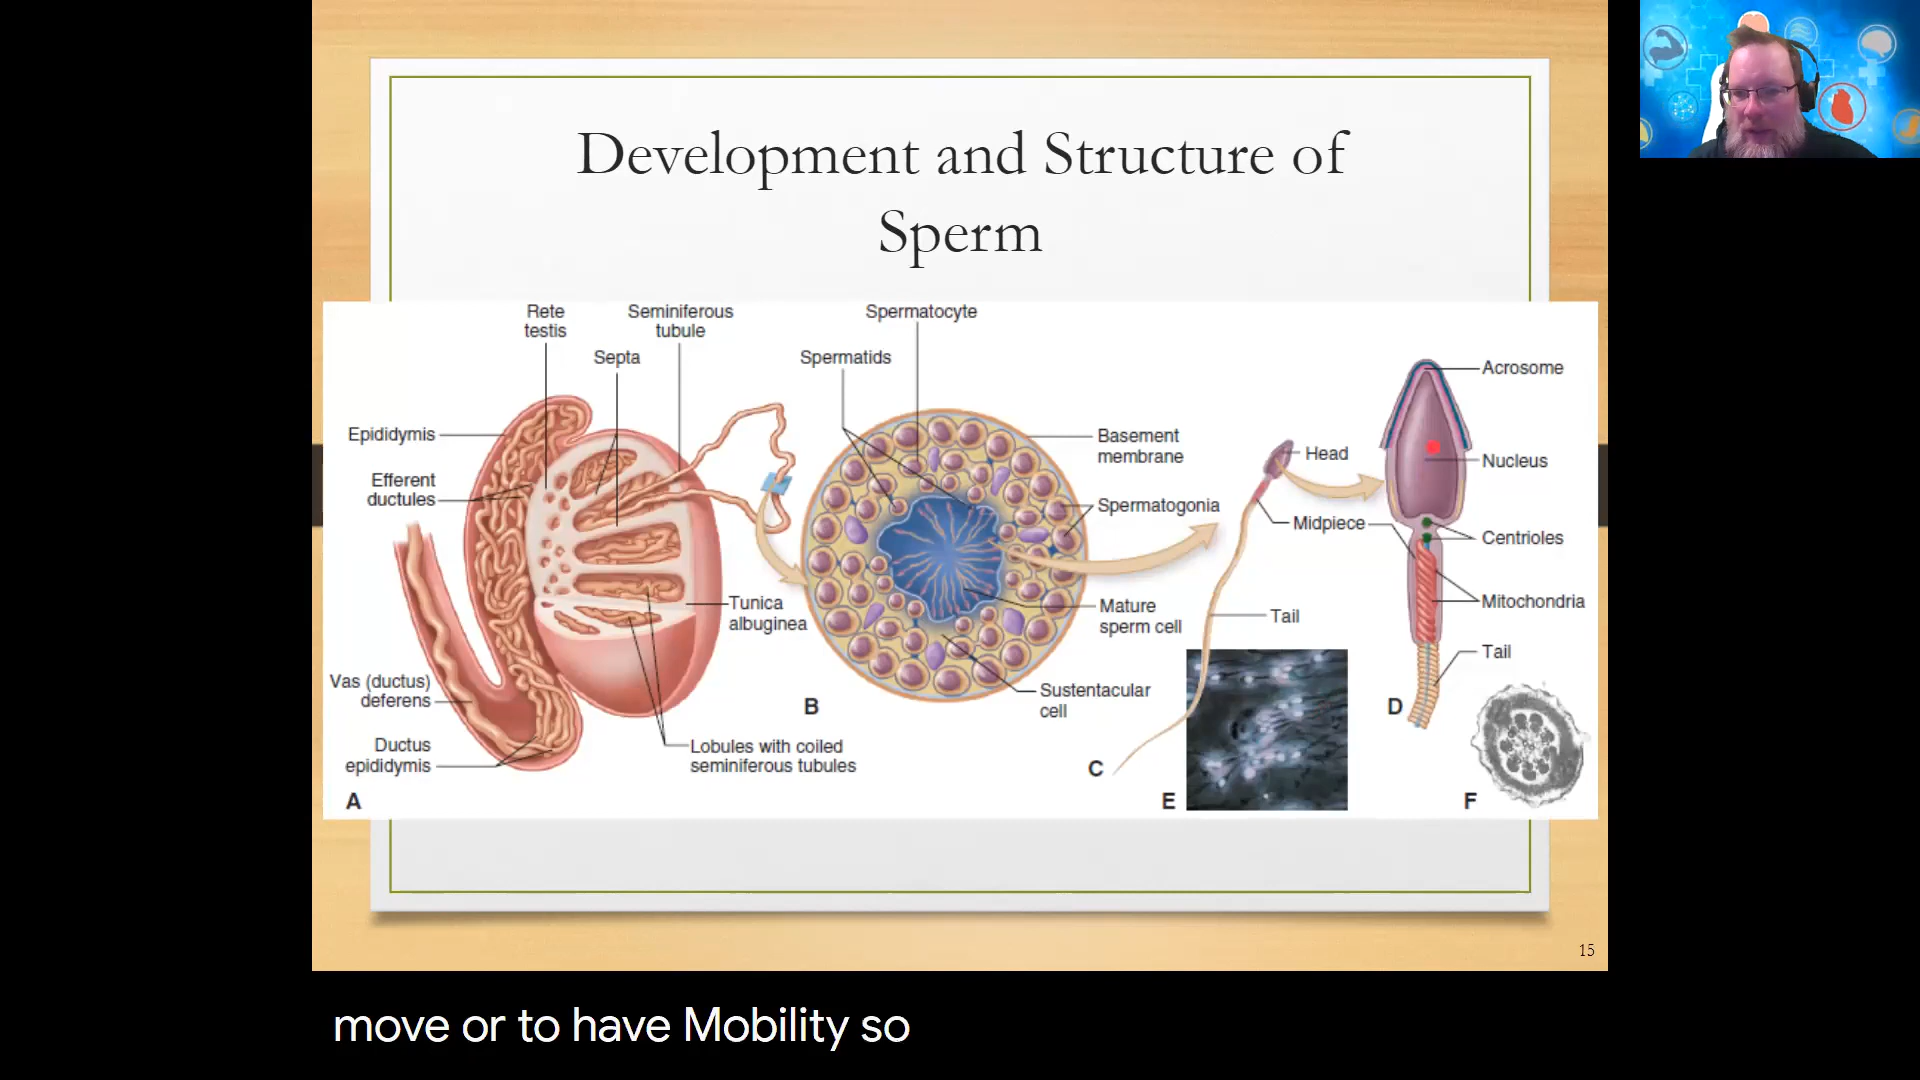 Development and Structure of
Sperm
Rete
testis
Seminiferous
tubule
Septa
Epididymis
Efferent
ductules
Vas (ductus)
deferens
Ductus
epididymis
Tunica
albuginea
Lobules with coiled
seminiferous tubules
A
Spermatocyte
Spermatids
Basement
membrane
Spermatogonia
Mature
sperm cell
Sustentacular
cell
B
Head
Midpiece
Tail
C
E
Acrosome
Nucleus
Centrioles
Mitochondria
Tail
D
F
15
move or to have Mobility so